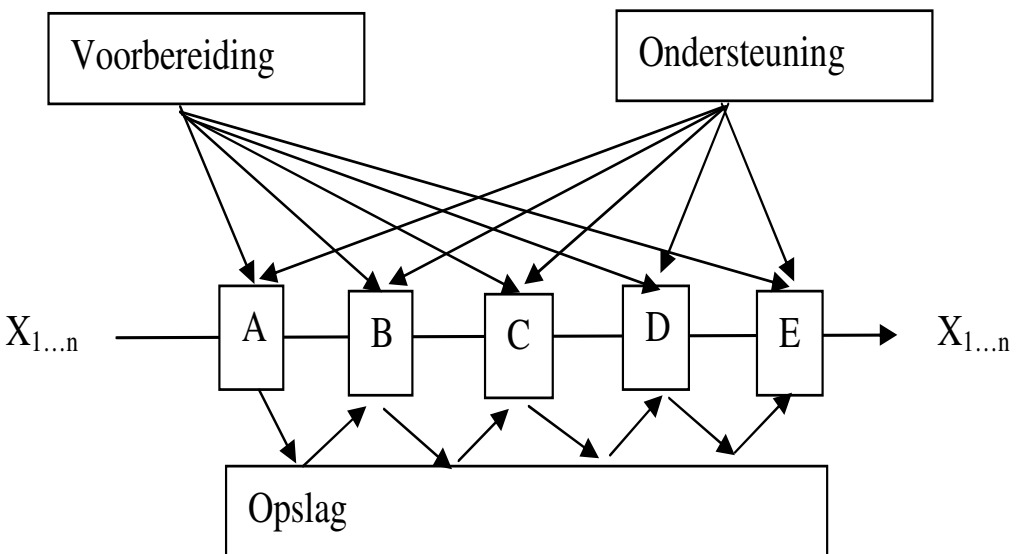 Voorbereiding
Ondersteuning
X1...n
A
B
C
D
E
X1...n
Opslag